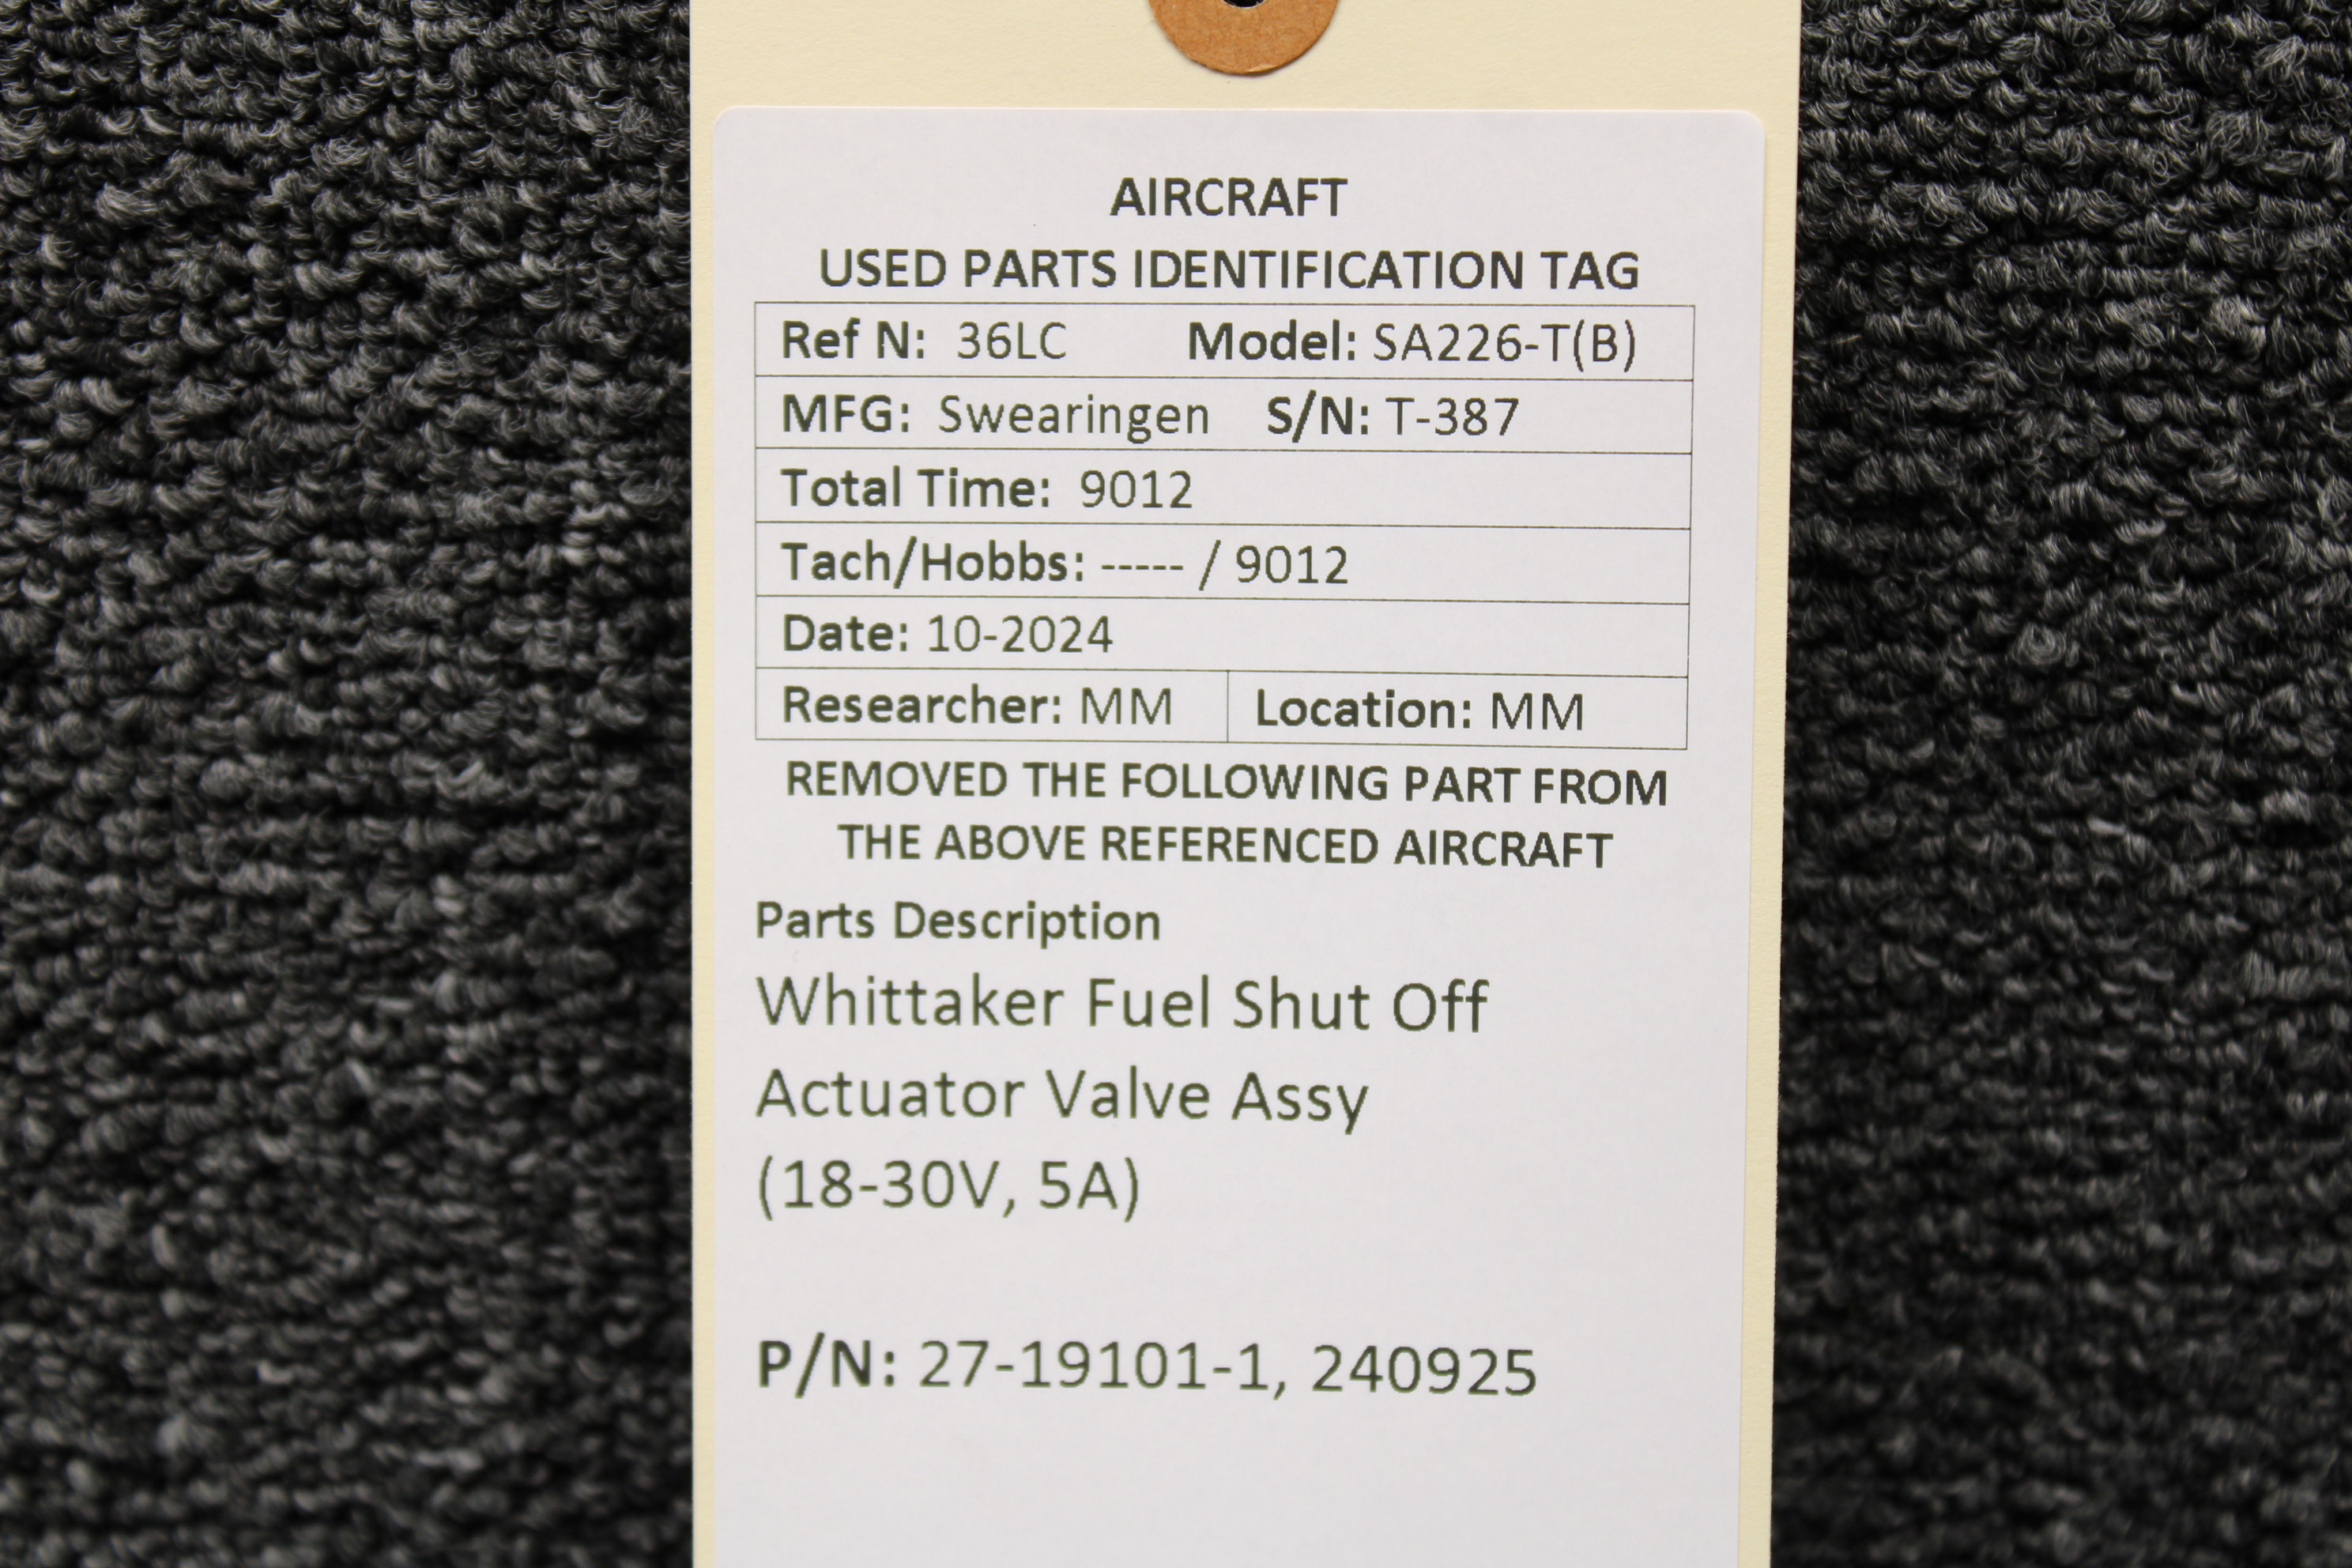 AIRCRAFT
USED PARTS IDENTIFICATION TAG
Ref N: 36LC Model: SA226-T(B)
MFG: Swearingen S/N: T-387
Total Time: 9012
Tach/Hobbs: ----- / 9012
Date: 10-2024
Researcher: MM Location: MM
REMOVED THE FOLLOWING PART FROM
THE ABOVE REFERENCED AIRCRAFT
Parts Description
Whittaker Fuel Shut Off
Actuator Valve Assy
(18-30V, 5A)
P/N: 27-19101-1, 240925